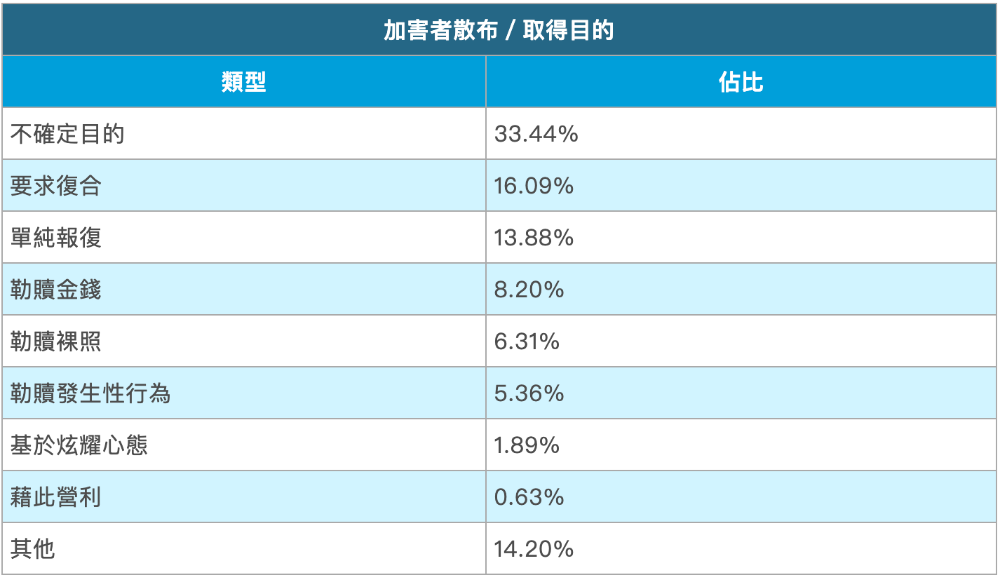 加害者散布 / 取得目的
類型 佔比
不確定目的 33.44%
要求復合 16.09%
單純報復 13.88%
勒贖金錢 8.20%
勒贖裸照 6.31%
勒贖發生性行為 5.36%
基於炫耀心態 1.89%
藉此營利 0.63%
其他 14.20%